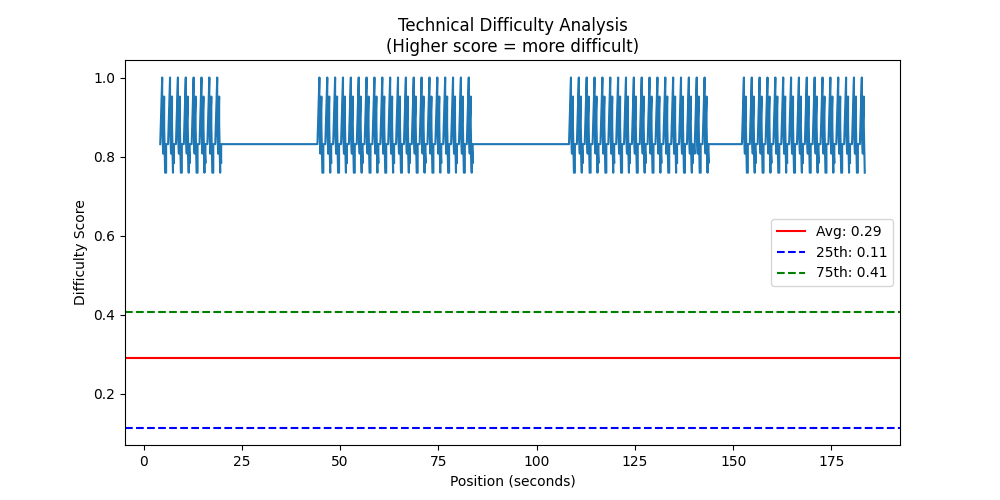 Technical Difficulty Analysis
(Higher score = more difficult)
Difficulty Score
1.0
0.8
0.6
0.4
0.2
Avg: 0.29
25th: 0.11
75th: 0.41
0
25
50
75
100
125
150
175
Position (seconds)